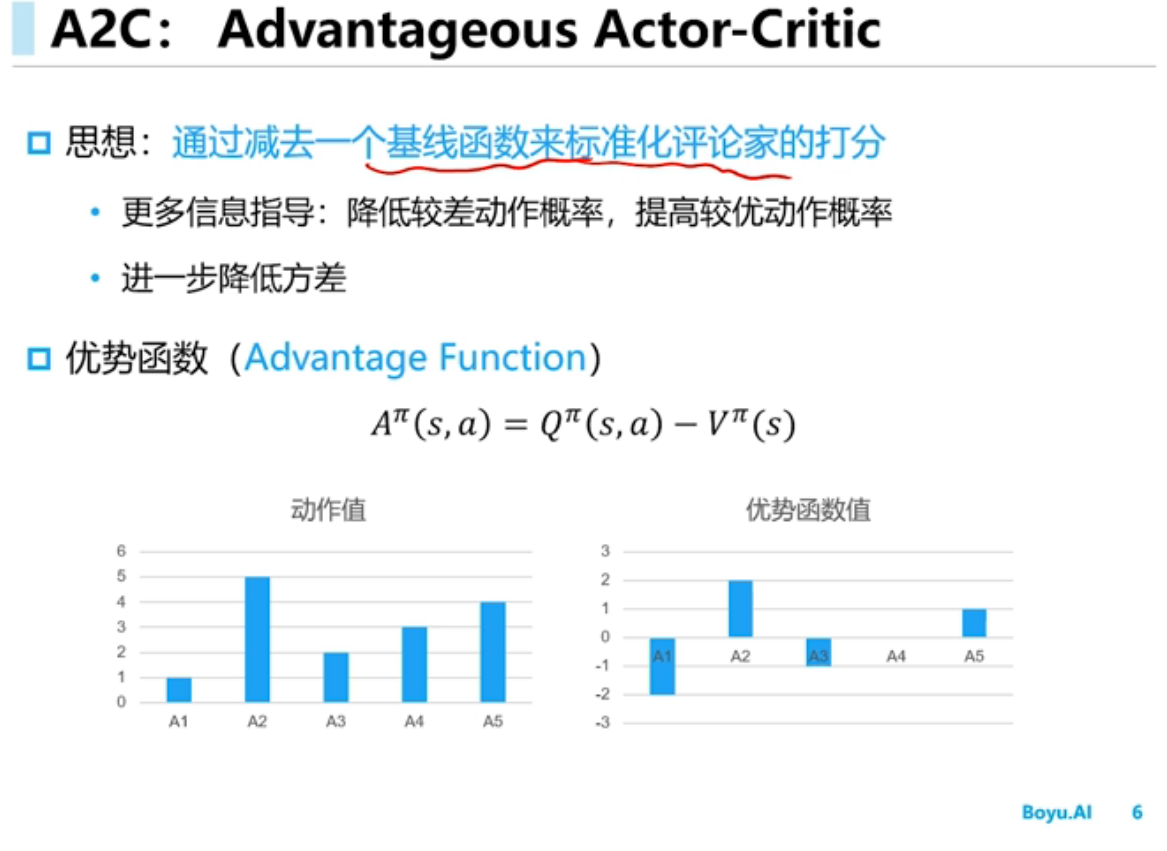 A2C： Advantageous Actor-Critic
思想：通过减去一个基线函数来标准化评论家的打分
• 更多信息指导：降低较差动作概率，提高较优动作概率
• 进一步降低方差
优势函数（Advantage Function）
A^π(s, a) = Q^π(s, a) − V^π(s)
动作值
6
5
4
3
2
1
0
A1 A2 A3 A4 A5
优势函数值
3
2
1
0
-1
-2
-3
A1 A2 A3 A4 A5
Boyu.AI 6